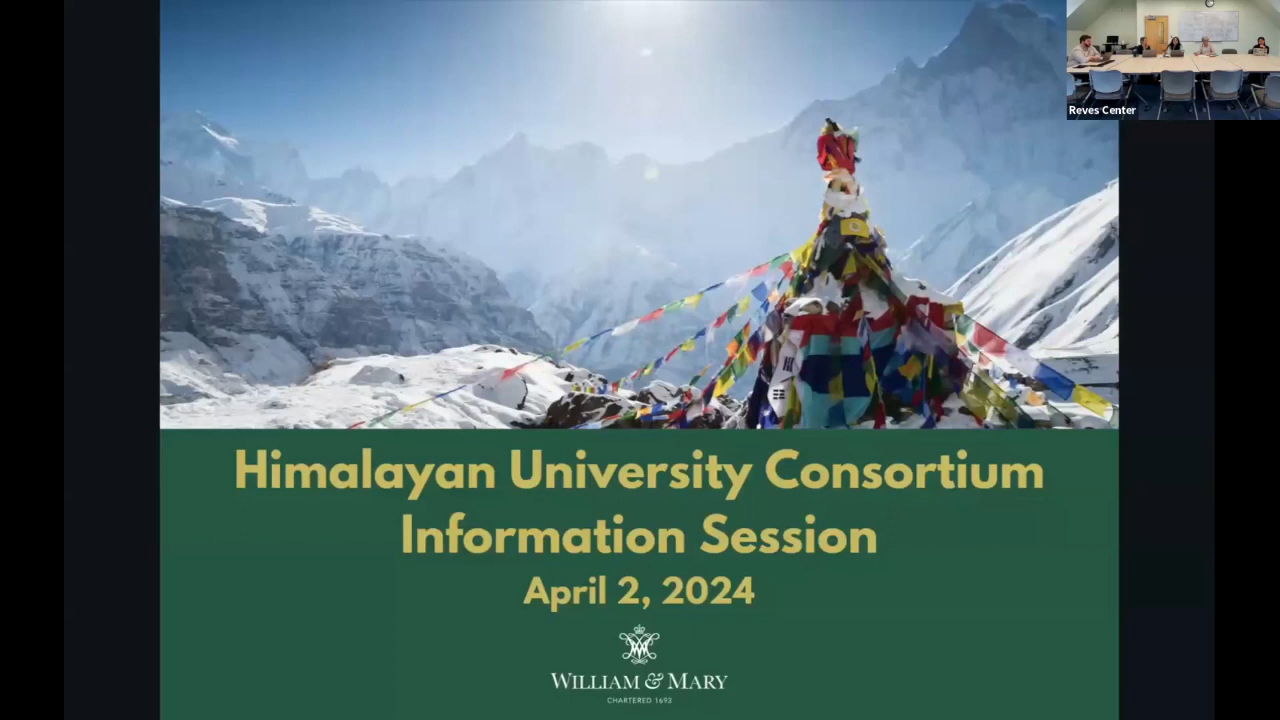 Reves Center
Himalayan University Consortium
Information Session
April 2, 2024
WILLIAM & MARY
CHARTERED 1693